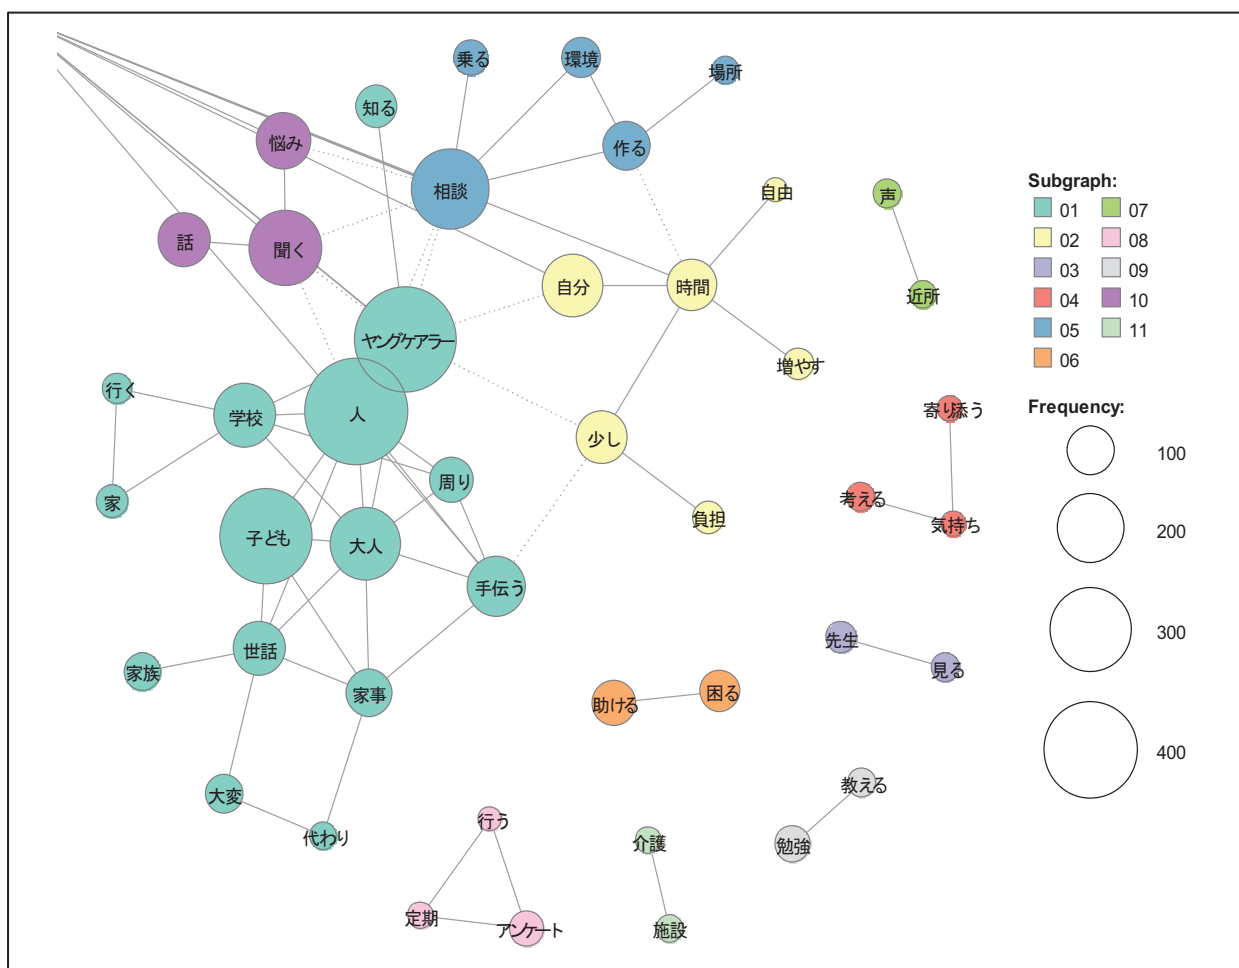 乗る
環境
場所
知る
悩み
作る
相談
自由
声
話
聞く
自分
時間
近所
ヤングケアラー
増やす
行く
学校
人
寄り添う
少し
周り
家
考える
気持ち
負担
子ども
大人
手伝う
世話
家族
家事
先生
見る
助ける
困る
大変
代わり
教える
勉強
行う
定期
アンケート
介護
施設
Subgraph:
01
07
02
08
03
09
04
10
05
11
06
Frequency:
100
200
300
400